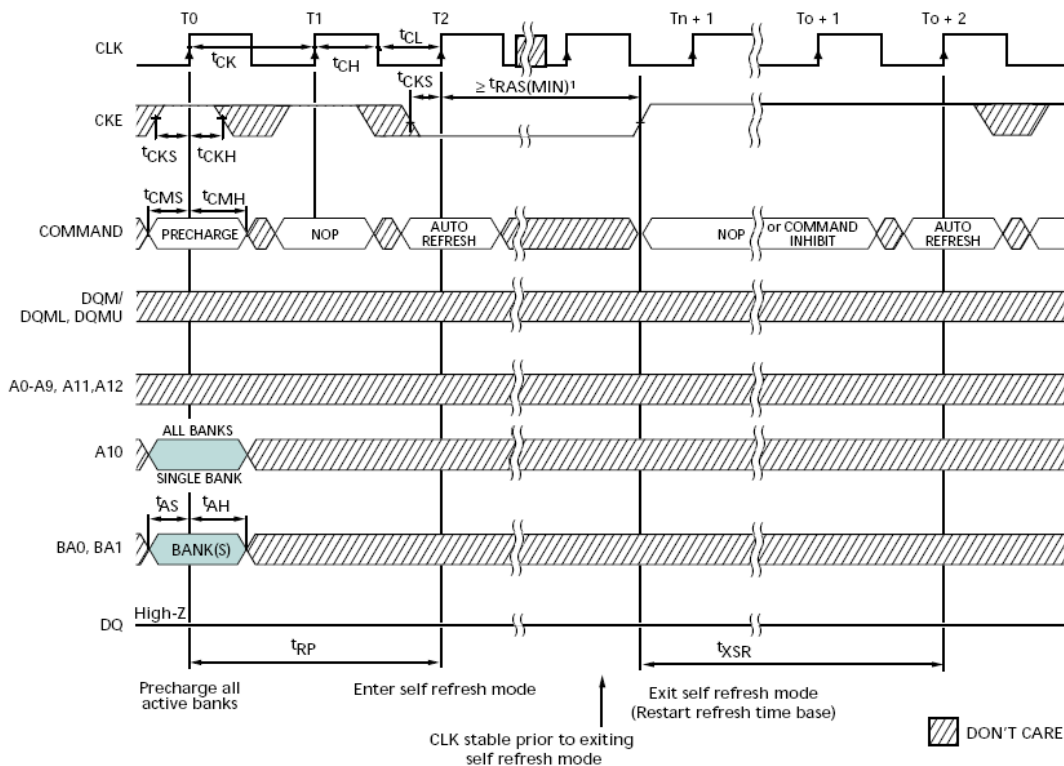 T0
T1
T2
Tn + 1
To + 1
To + 2
CLK
tCK
tCH
tCL
tCKS
≥ tRAS(MIN)¹
CKE
tCKS
tCKH
tCMS
tCMH
COMMAND
PRECHARGE
NOP
AUTO
REFRESH
NOP
or COMMAND
INHIBIT
AUTO
REFRESH
DQM/
DQML, DQMU
A0-A9, A11,A12
ALL BANKS
A10
SINGLE BANK
tAS
tAH
BA0, BA1
BANK(S)
High-Z
DQ
tRP
tXSR
Precharge all
active banks
Enter self refresh mode
Exit self refresh mode
(Restart refresh time base)
CLK stable prior to exiting
self refresh mode
DON'T CARE